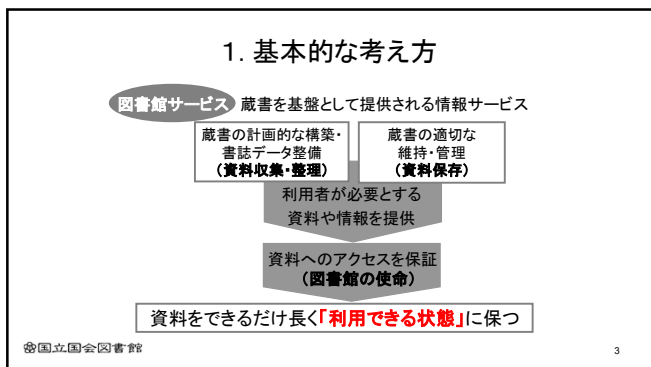 1. 基本的な考え方
図書館サービス 蔵書を基盤として提供される情報サービス
蔵書の計画的な構築・
書誌データ整備
(資料収集・整理)
蔵書の適切な
維持・管理
(資料保存)
利用者が必要とする
資料や情報を提供
資料へのアクセスを保証
(図書館の使命)
資料をできるだけ長く「利用できる状態」に保つ
国立国会図書館
3